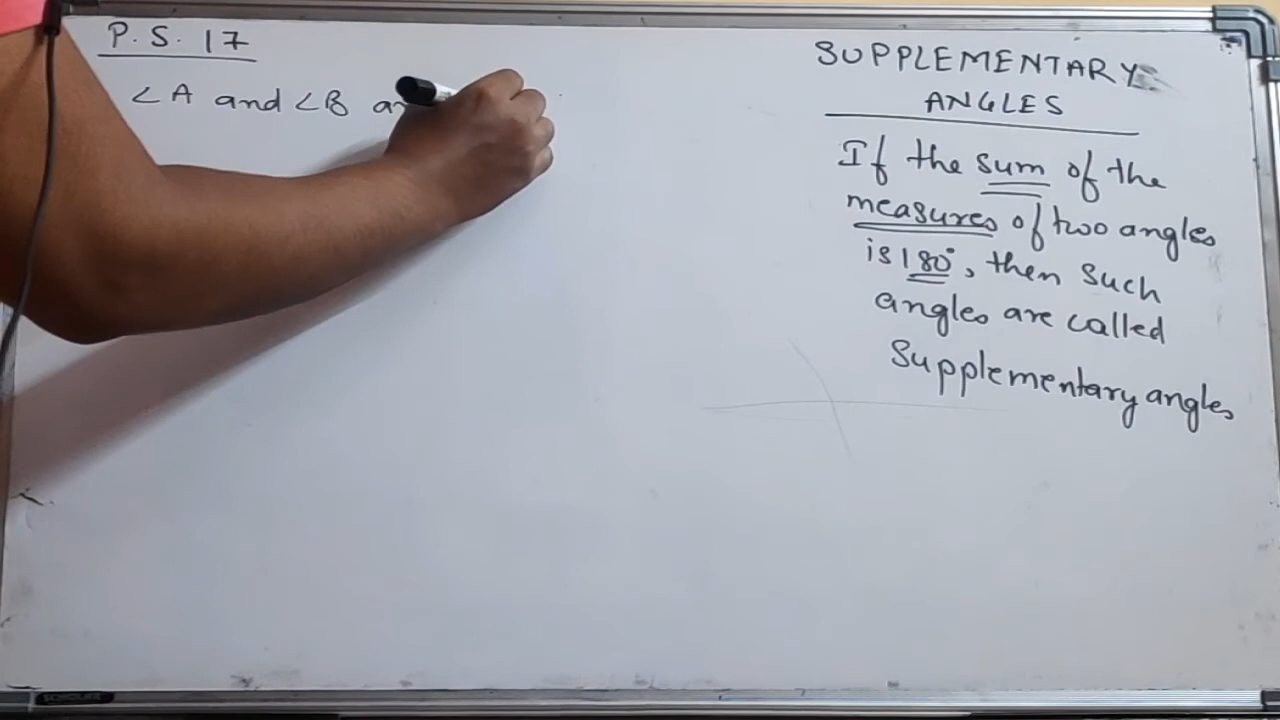 P. S. 17
∠A and ∠B
SUPPLEMENTARY
ANGLES
If the sum of the
measures of two angles
is 180°, then such
angles are called
Supplementary angles